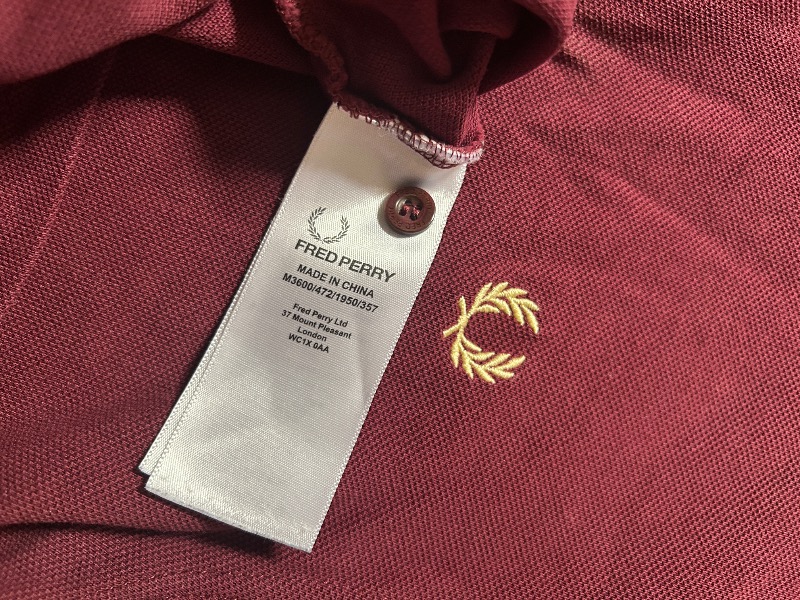 FRED PERRY
MADE IN CHINA
M3600/472/1950/357
Fred Perry Ltd
37 Mount Pleasant
London
WC1X 0AA